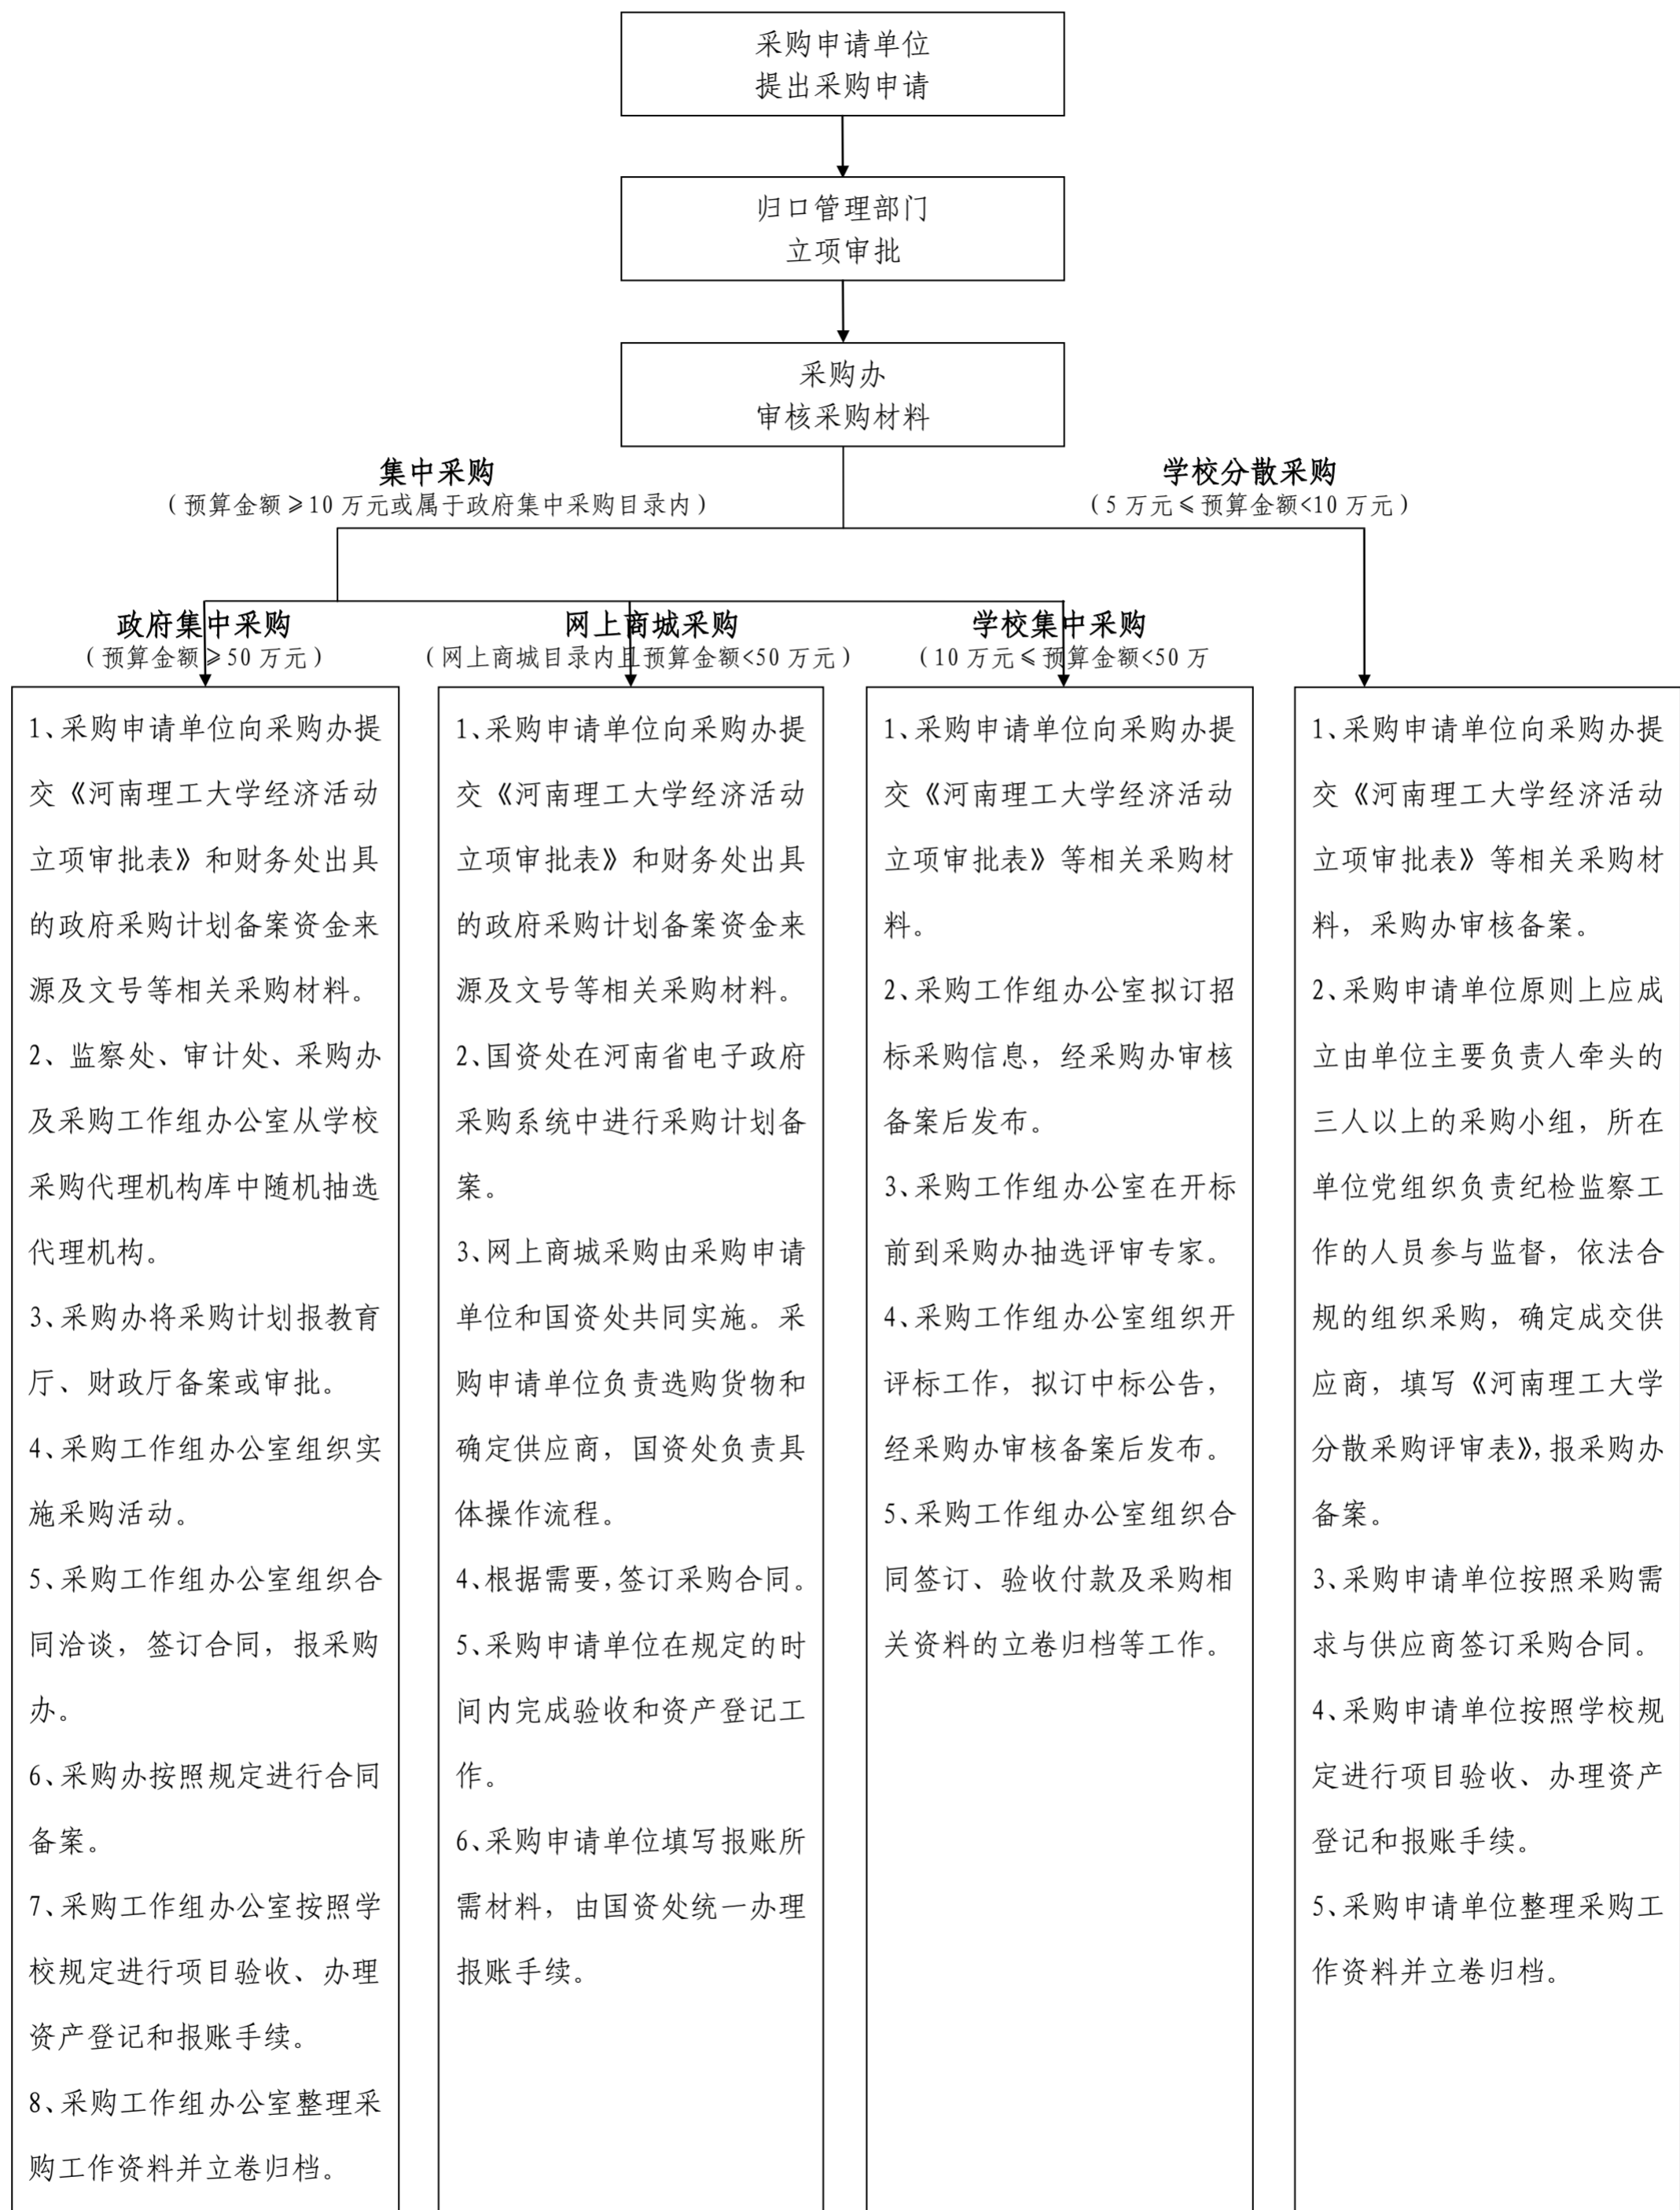 采购申请单位
提出采购申请
归口管理部门
立项审批
采购办
审核采购材料
集中采购
（预算金额≥10 万元或属于政府集中采购目录内）
学校分散采购
（5 万元≤预算金额<10 万元）
政府集中采购
（预算金额≥50 万元）
网上商城采购
（网上商城目录内且预算金额<50 万元）
学校集中采购
（10 万元≤预算金额<50 万
1、采购申请单位向采购办提
交《河南理工大学经济活动
立项审批表》和财务处出具
的政府采购计划备案资金来
源及文号等相关采购材料。
2、监察处、审计处、采购办
及采购工作组办公室从学校
采购代理机构库中随机抽选
代理机构。
3、采购办将采购计划报教育
厅、财政厅备案或审批。
4、采购工作组办公室组织实
施采购活动。
5、采购工作组办公室组织合
同洽谈，签订合同，报采购
办。
6、采购办按照规定进行合同
备案。
7、采购工作组办公室按照学
校规定进行项目验收、办理
资产登记和报账手续。
8、采购工作组办公室整理采
购工作资料并立卷归档。
1、采购申请单位向采购办提
交《河南理工大学经济活动
立项审批表》和财务处出具
的政府采购计划备案资金来
源及文号等相关采购材料。
2、国资处在河南省电子政府
采购系统中进行采购计划备
案。
3、网上商城采购由采购申请
单位和国资处共同实施。采
购申请单位负责选购货物和
确定供应商，国资处负责具
体操作流程。
4、根据需要，签订采购合同。
5、采购申请单位在规定的时
间内完成验收和资产登记工
作。
6、采购申请单位填写报账所
需材料，由国资处统一办理
报账手续。
1、采购申请单位向采购办提
交《河南理工大学经济活动
立项审批表》等相关采购材
料。
2、采购工作组办公室拟订招
标采购信息，经采购办审核
备案后发布。
3、采购工作组办公室在开标
前到采购办抽选评审专家。
4、采购工作组办公室组织开
评标工作，拟订中标公告，
经采购办审核备案后发布。
5、采购工作组办公室组织合
同签订、验收付款及采购相
关资料的立卷归档等工作。
1、采购申请单位向采购办提
交《河南理工大学经济活动
立项审批表》等相关采购材
料，采购办审核备案。
2、采购申请单位原则上应成
立由单位主要负责人牵头的
三人以上的采购小组，所在
单位党组织负责纪检监察工
作的人员参与监督，依法合
规的组织采购，确定成交供
应商，填写《河南理工大学
分散采购评审表》，报采购办
备案。
3、采购申请单位按照采购需
求与供应商签订采购合同。
4、采购申请单位按照学校规
定进行项目验收、办理资产
登记和报账手续。
5、采购申请单位整理采购工
作资料并立卷归档。